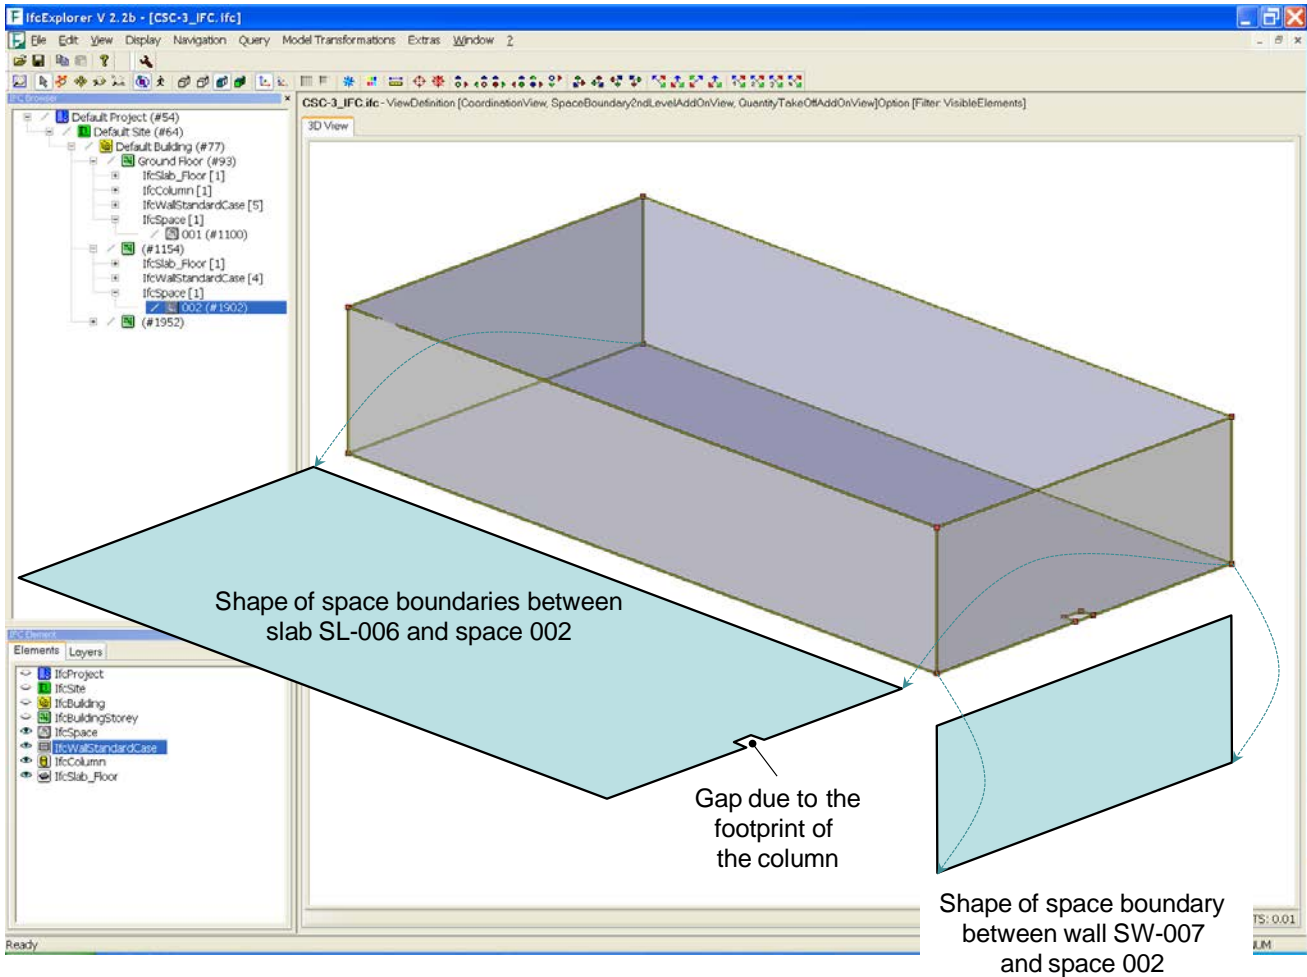 IfcExplorer V 2.2b - [CSC-3_IFC.ifc]
File Edit View Display Navigation Query Model Transformations Extras Window ?
IFC Browser
CSC-3_IFC.ifc - ViewDefinition [CoordinationView, SpaceBoundary2ndLevelAddOnView, QuantityTakeOffAddOnView]Option [Filter: VisibleElements]
3D View
Default Project (#54)
Default Site (#64)
Default Building (#77)
Ground Floor (#93)
IfcSlab_Floor [1]
IfcColumn [1]
IfcWallStandardCase [5]
IfcSpace [1]
001 (#1100)
(#1154)
IfcSlab_Floor [1]
IfcWallStandardCase [4]
IfcSpace [1]
002 (#1902)
(#1952)
Shape of space boundaries between
slab SL-006 and space 002
IFC Element
Elements Layers
IfcProject
IfcSite
IfcBuilding
IfcBuildingStorey
IfcSpace
IfcWallStandardCase
IfcColumn
IfcSlab_Floor
Gap due to the
footprint of
the column
Shape of space boundary
between wall SW-007
and space 002
TS: 0.01
Ready